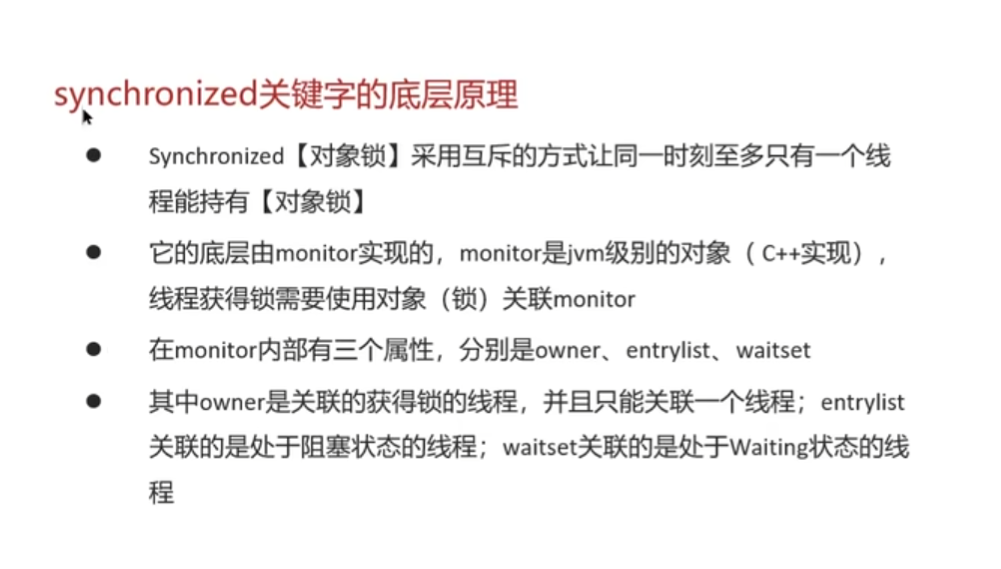 synchronized关键字的底层原理
● Synchronized【对象锁】采用互斥的方式让同一时刻至多只有一个线
程能持有【对象锁】
● 它的底层由monitor实现的，monitor是jvm级别的对象（ C++实现），
线程获得锁需要使用对象（锁）关联monitor
● 在monitor内部有三个属性，分别是owner、entrylist、waitset
● 其中owner是关联的获得锁的线程，并且只能关联一个线程；entrylist
关联的是处于阻塞状态的线程；waitset关联的是处于Waiting状态的线
程